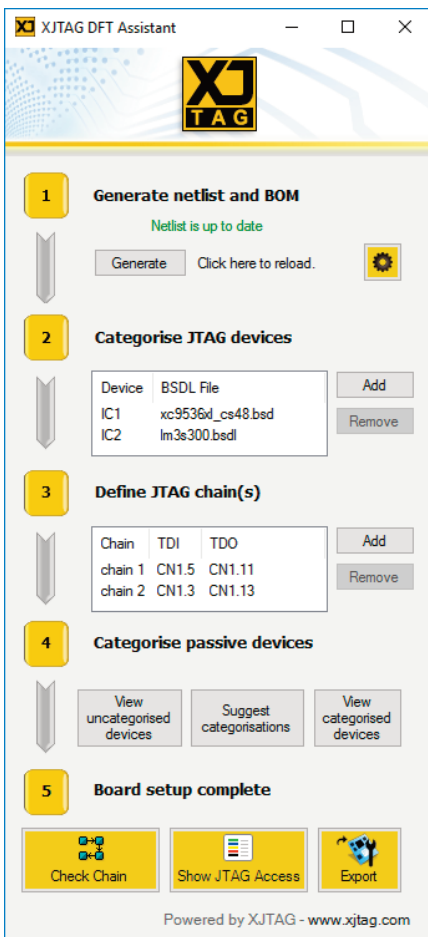 XJTAG DFT Assistant
XJ
TAG
1 Generate netlist and BOM
Netlist is up to date
Generate Click here to reload.
2 Categorise JTAG devices
Device BSDL File
IC1 xc9536xl_cs48.bsd
IC2 lm3s300.bsdl
Add
Remove
3 Define JTAG chain(s)
Chain TDI TDO
chain 1 CN1.5 CN1.11
chain 2 CN1.3 CN1.13
Add
Remove
4 Categorise passive devices
View
uncategorised
devices
Suggest
categorisations
View
categorised
devices
5 Board setup complete
Check Chain
Show JTAG Access
Export
Powered by XJTAG - www.xjtag.com